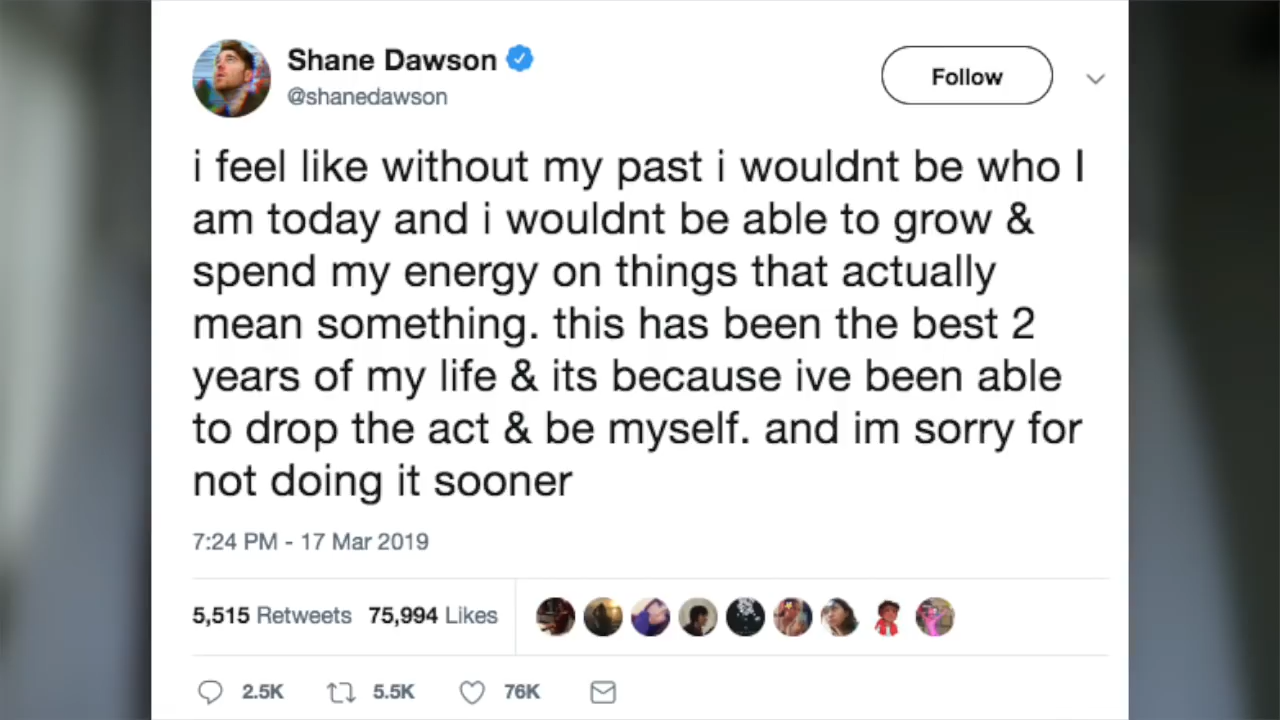 Shane Dawson
@shanedawson
Follow
i feel like without my past i wouldnt be who I
am today and i wouldnt be able to grow &
spend my energy on things that actually
mean something. this has been the best 2
years of my life & its because ive been able
to drop the act & be myself. and im sorry for
not doing it sooner
7:24 PM - 17 Mar 2019
5,515 Retweets 75,994 Likes
2.5K 5.5K 76K